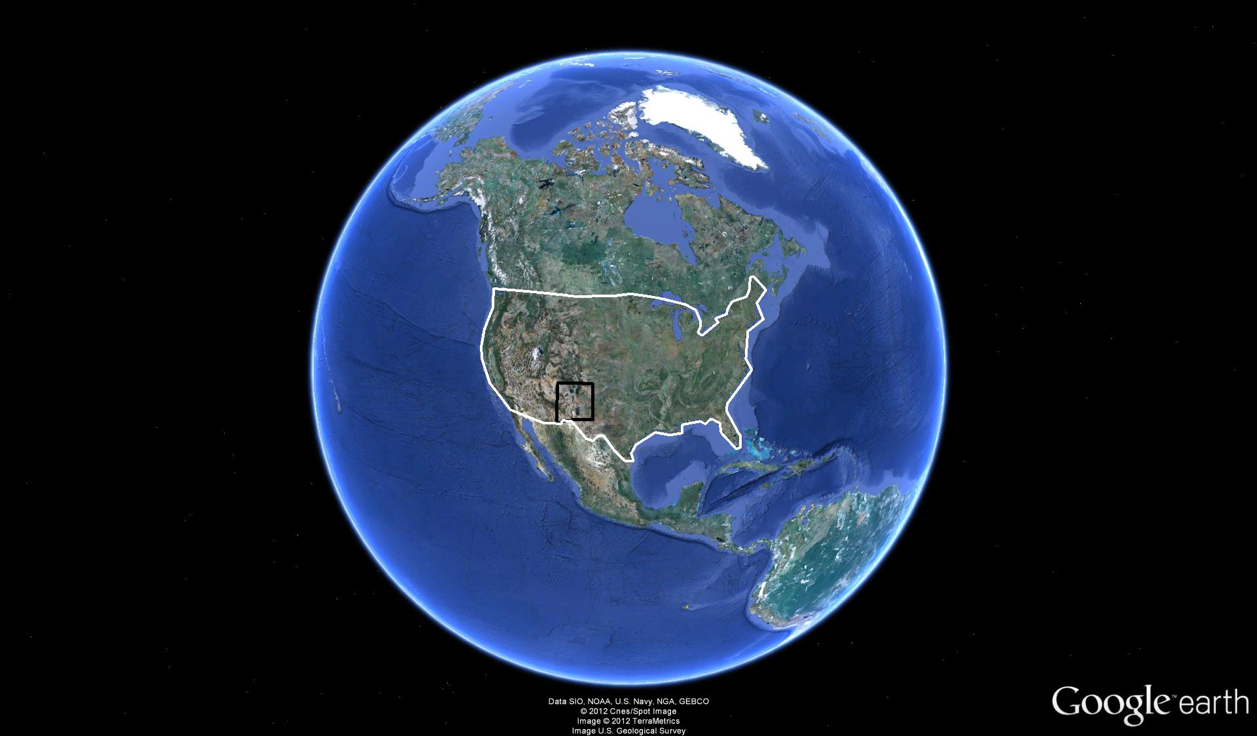 Data SIO, NOAA, U.S. Navy, NGA, GEBCO
© 2012 Cnes/Spot Image
Image © 2012 TerraMetrics
Image U.S. Geological Survey
Google earth